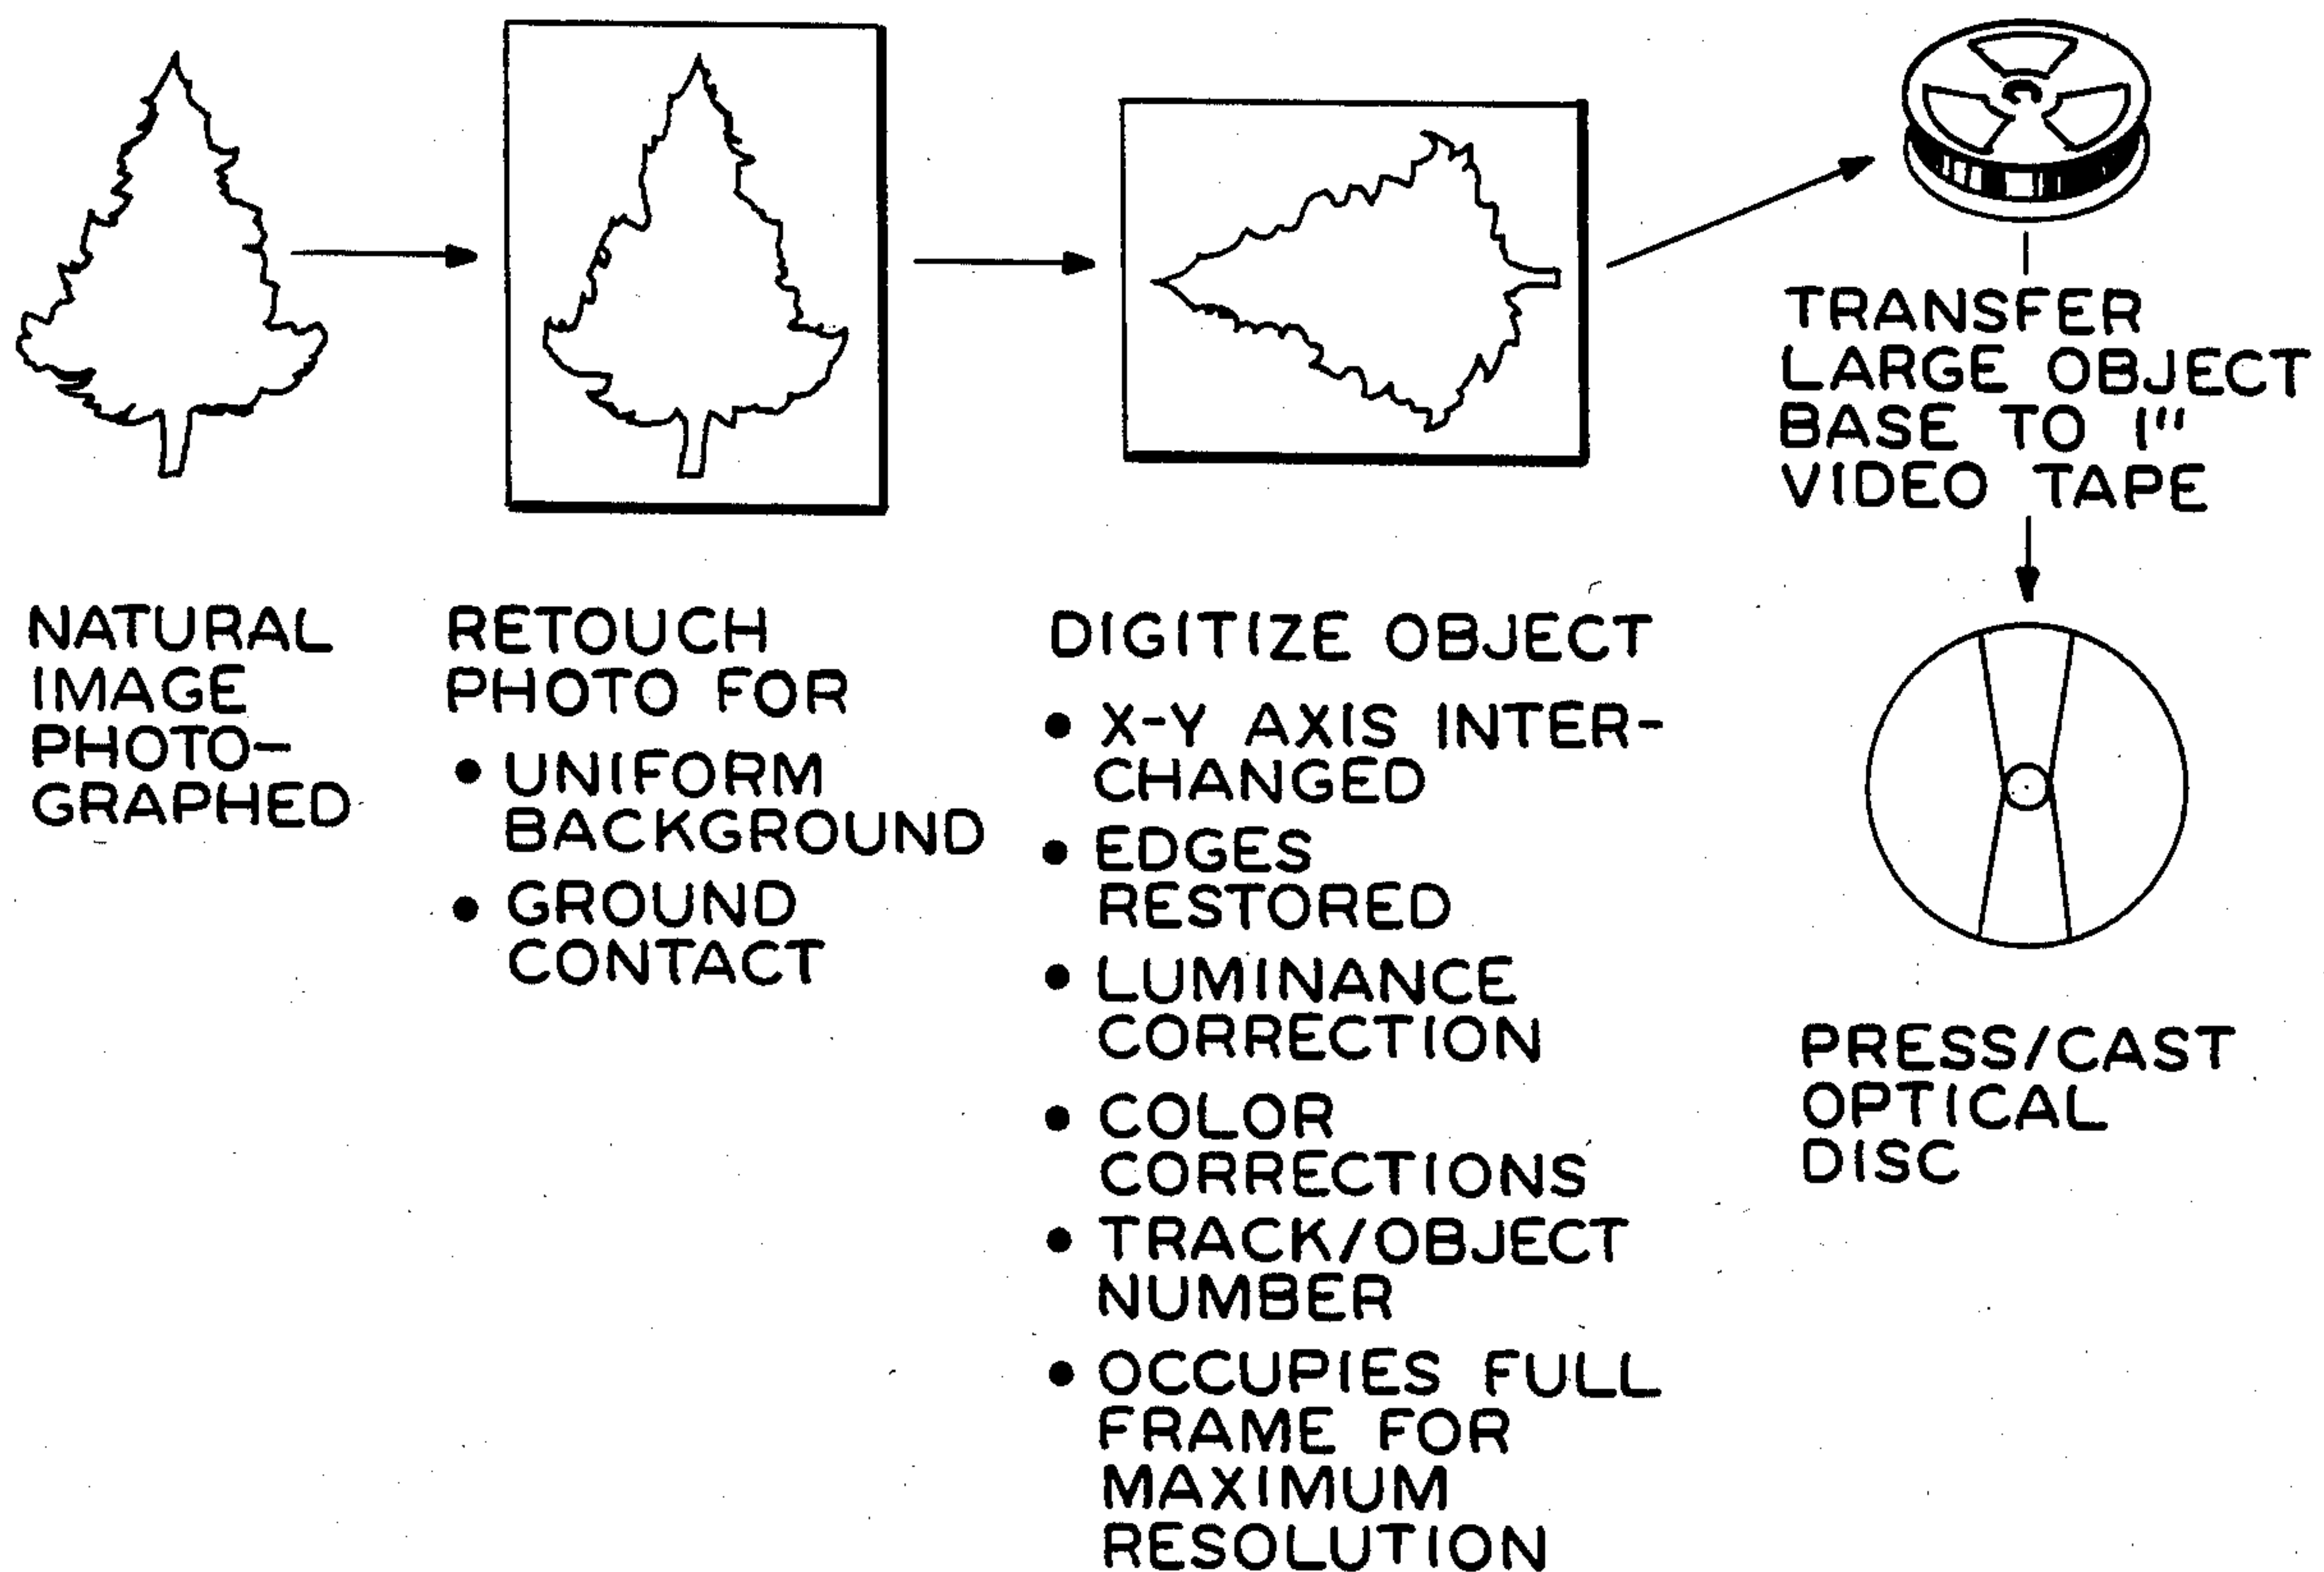 NATURAL
IMAGE
PHOTO-
GRAPHED
RETOUCH
PHOTO FOR
• UNIFORM
BACKGROUND
• GROUND
CONTACT
DIGITIZE OBJECT
• X-Y AXIS INTER-
CHANGED
• EDGES
RESTORED
• LUMINANCE
CORRECTION
• COLOR
CORRECTIONS
• TRACK/OBJECT
NUMBER
• OCCUPIES FULL
FRAME FOR
MAXIMUM
RESOLUTION
TRANSFER
LARGE OBJECT
BASE TO 1"
VIDEO TAPE
PRESS/CAST
OPTICAL
DISC